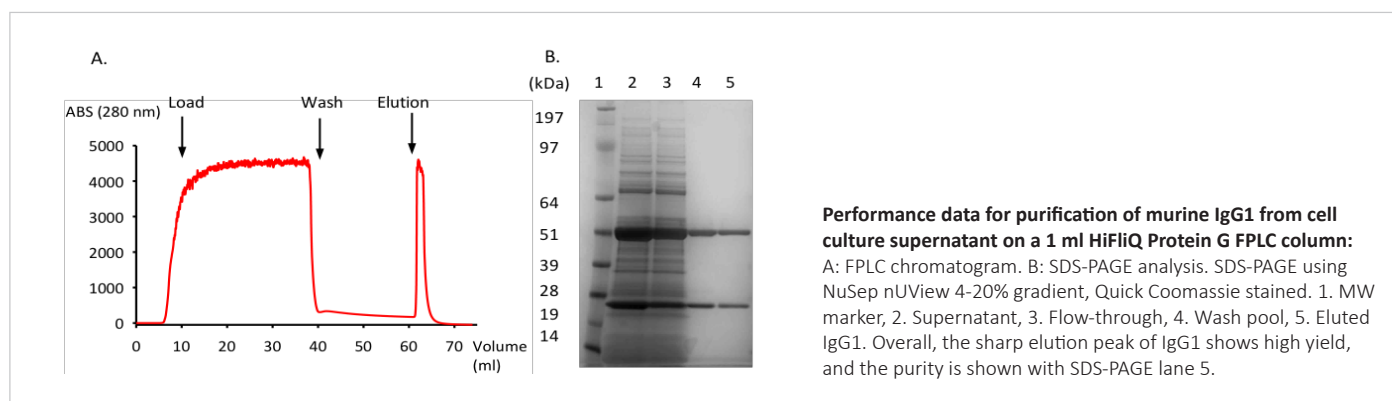 A.
ABS (280 nm)
Load
Wash
Elution
5000
4000
3000
2000
1000
0
0 10 20 30 40 50 60 70
Volume
(ml)
B.
(kDa)
1 2 3 4 5
197
97
64
51
39
28
19
14
Performance data for purification of murine IgG1 from cell
culture supernatant on a 1 ml HiFliQ Protein G FPLC column:
A: FPLC chromatogram. B: SDS-PAGE analysis. SDS-PAGE using
NuSep nUView 4-20% gradient, Quick Coomassie stained. 1. MW
marker, 2. Supernatant, 3. Flow-through, 4. Wash pool, 5. Eluted
IgG1. Overall, the sharp elution peak of IgG1 shows high yield,
and the purity is shown with SDS-PAGE lane 5.